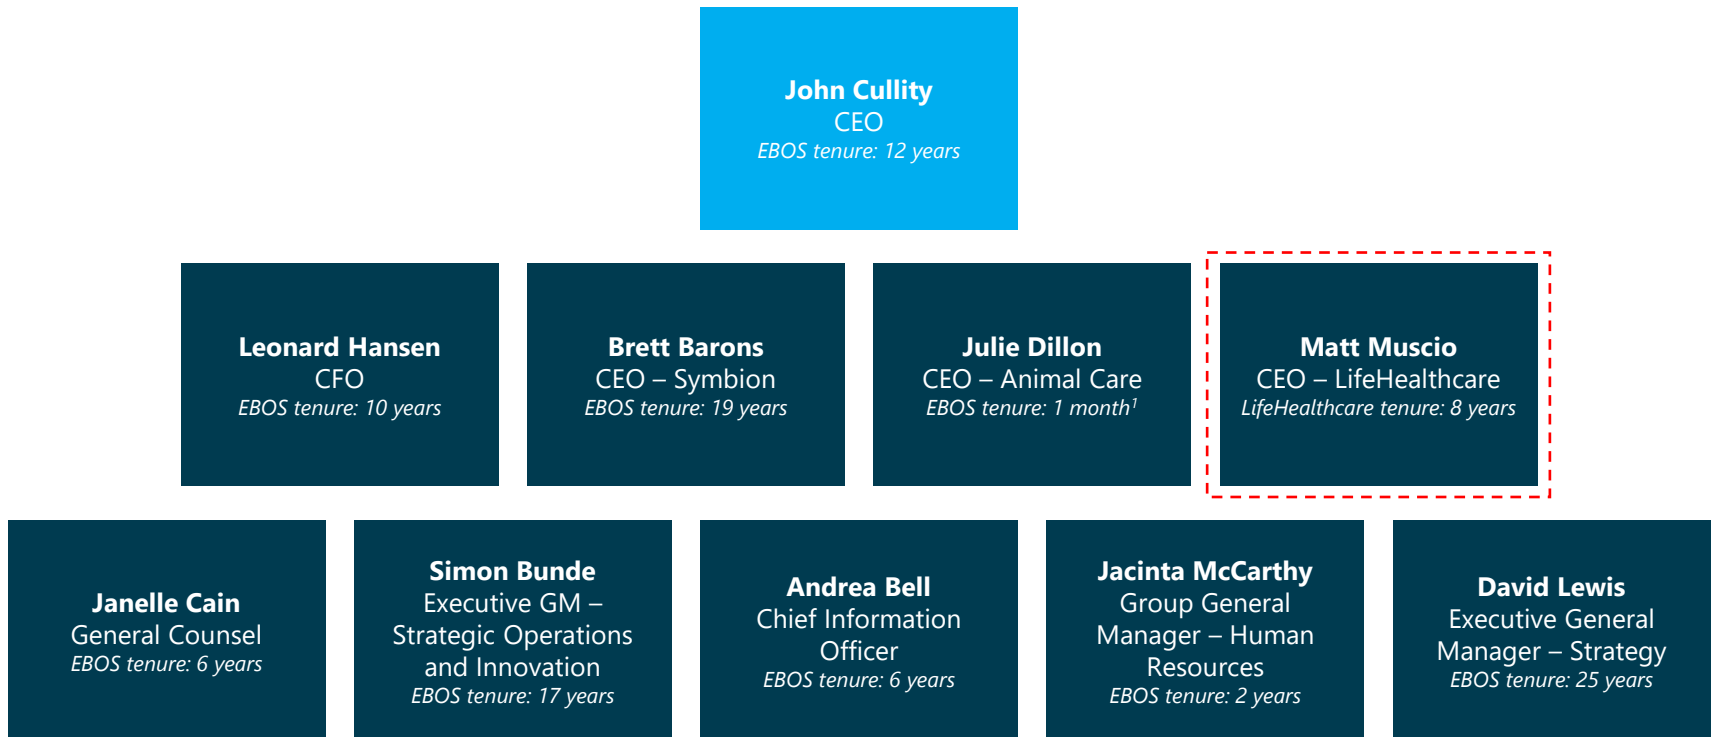 John Cullity
CEO
EBOS tenure: 12 years
Leonard Hansen
CFO
EBOS tenure: 10 years
Brett Barons
CEO – Symbion
EBOS tenure: 19 years
Julie Dillon
CEO – Animal Care
EBOS tenure: 1 month¹
Matt Muscio
CEO – LifeHealthcare
LifeHealthcare tenure: 8 years
Janelle Cain
General Counsel
EBOS tenure: 6 years
Simon Bunde
Executive GM –
Strategic Operations
and Innovation
EBOS tenure: 17 years
Andrea Bell
Chief Information
Officer
EBOS tenure: 6 years
Jacinta McCarthy
Group General
Manager – Human
Resources
EBOS tenure: 2 years
David Lewis
Executive General
Manager – Strategy
EBOS tenure: 25 years